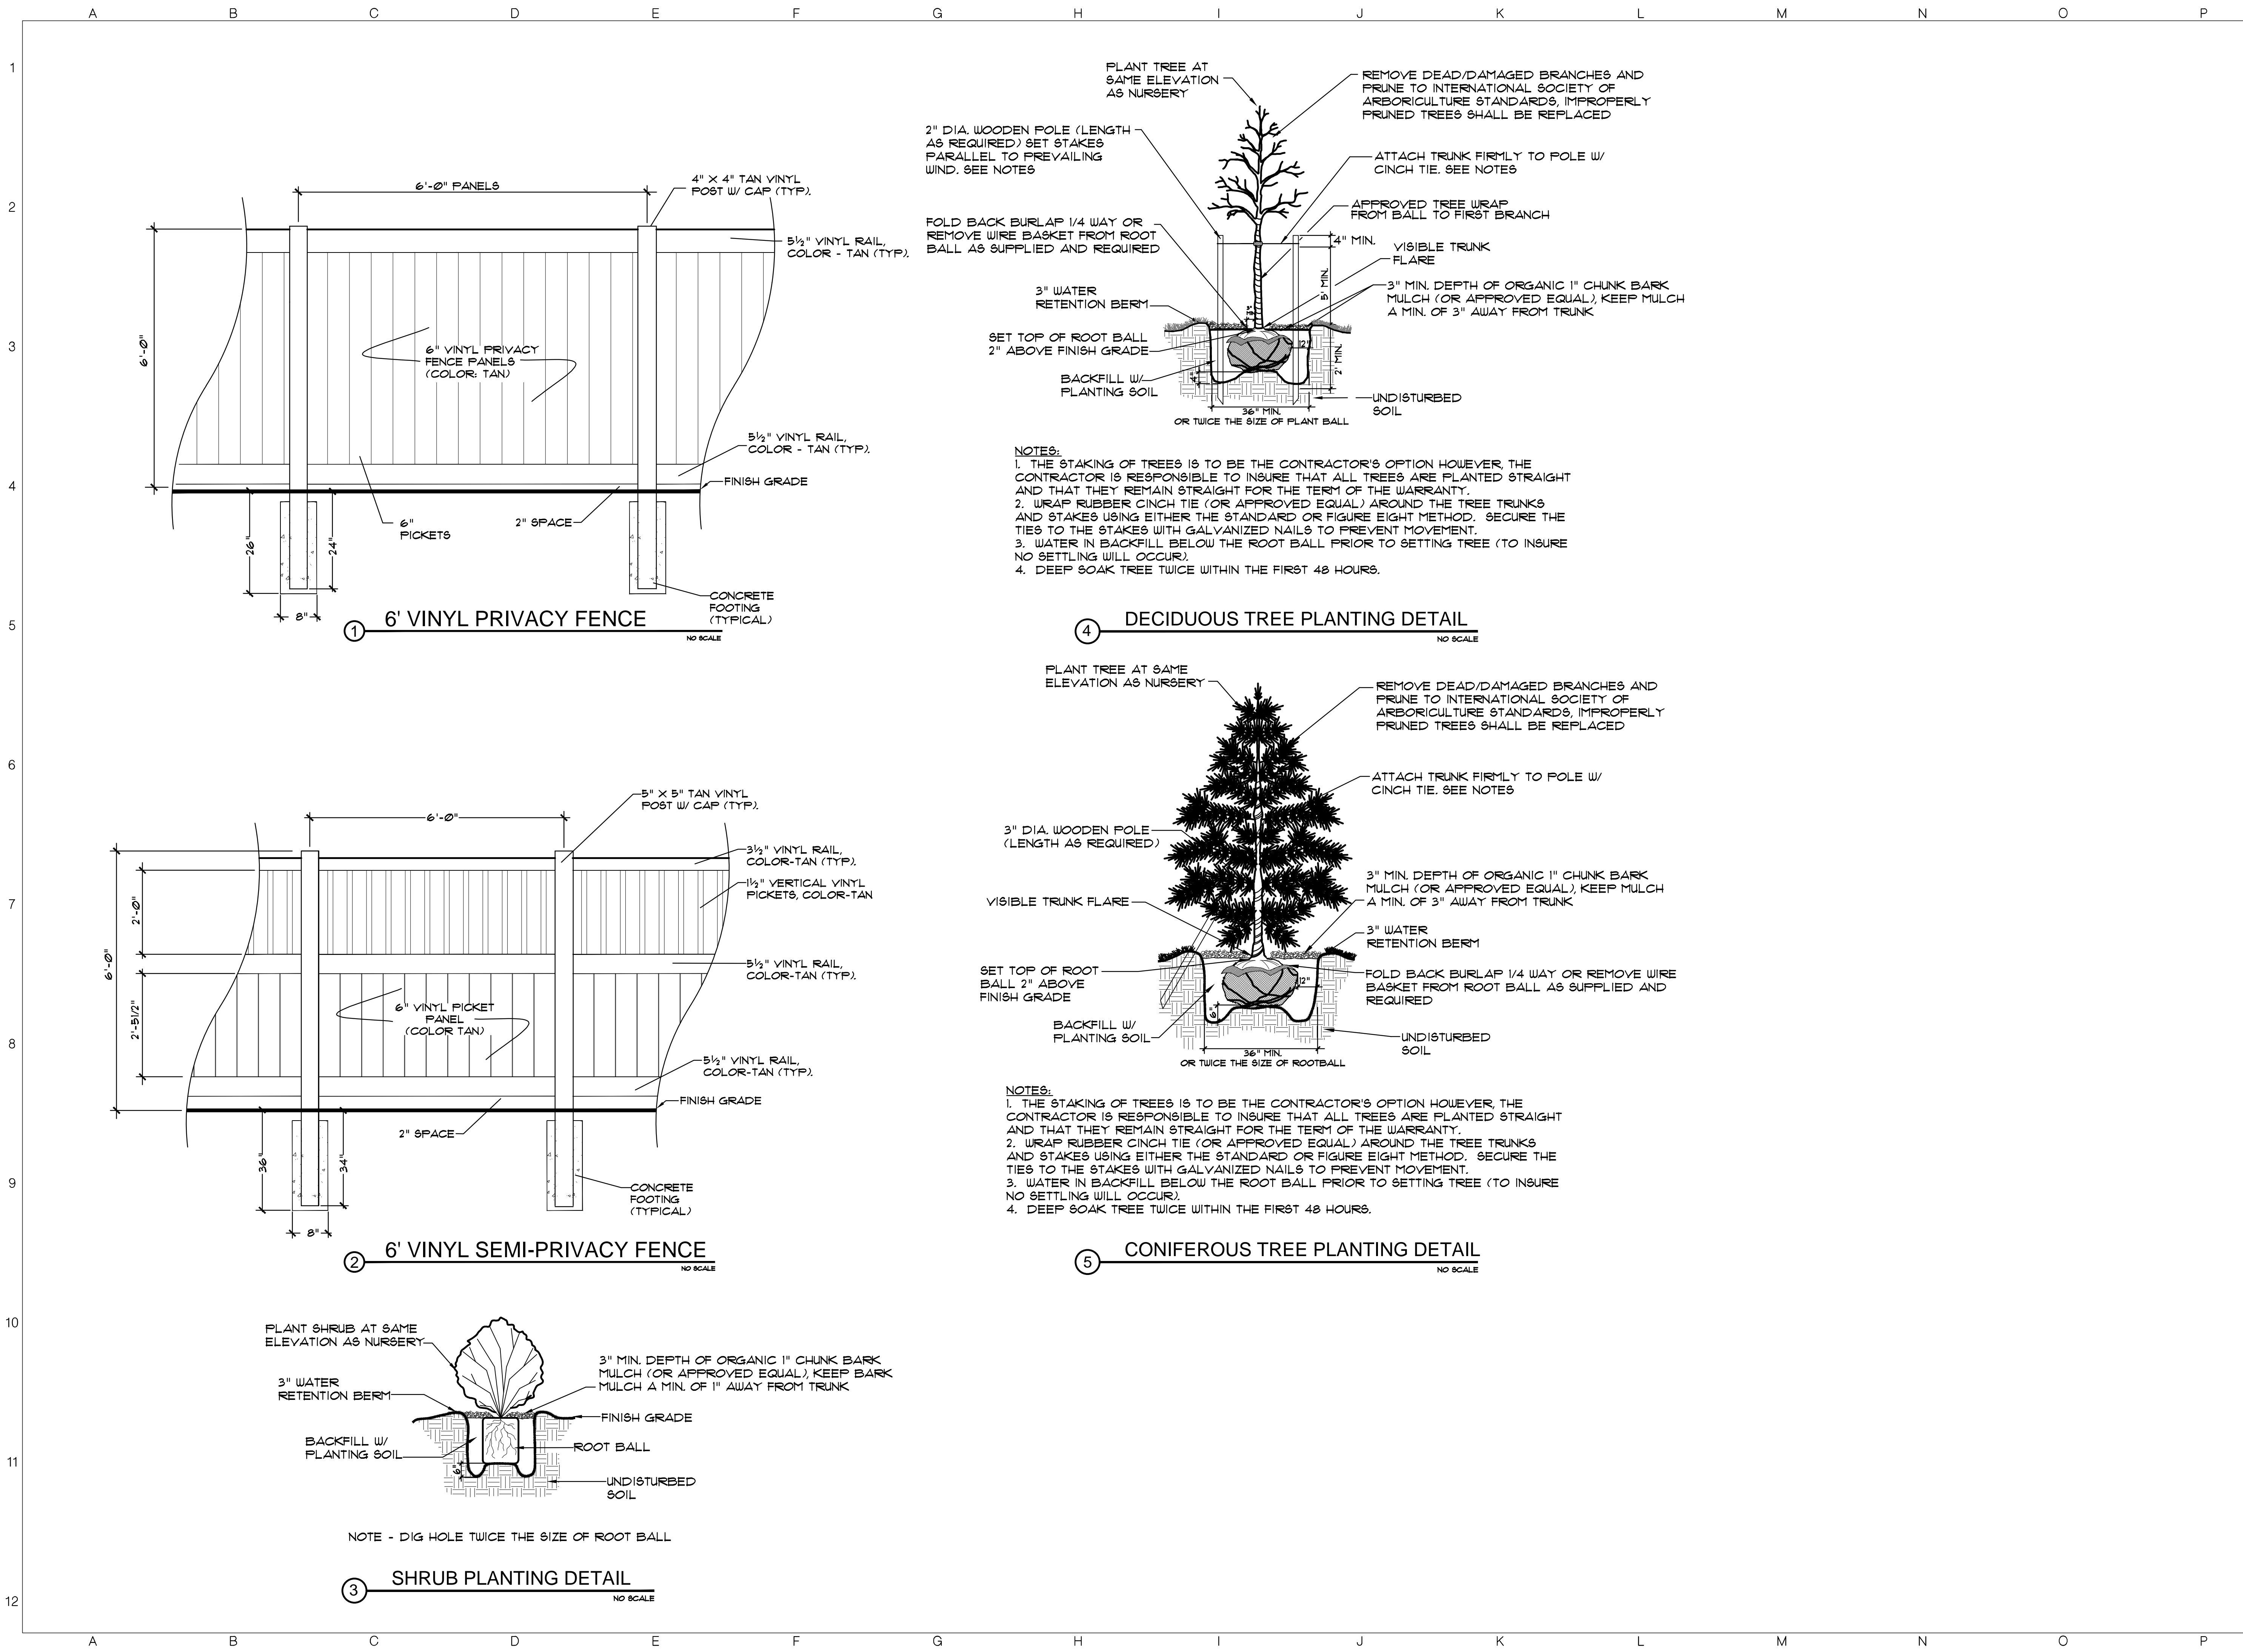 A B C D E F G H I J K L M N O P
1
2
3
4
5
6
7
8
9
10
11
12
6'-0" PANELS
4" X 4" TAN VINYL
POST W/ CAP (TYP).
5½" VINYL RAIL,
COLOR - TAN (TYP).
6'-0"
6" VINYL PRIVACY
FENCE PANELS
(COLOR: TAN)
5½" VINYL RAIL,
COLOR - TAN (TYP).
FINISH GRADE
6"
PICKETS
2" SPACE
26"
24"
8"
CONCRETE
FOOTING
(TYPICAL)
1
6' VINYL PRIVACY FENCE
NO SCALE
6'-0"
5" X 5" TAN VINYL
POST W/ CAP (TYP).
3½" VINYL RAIL,
COLOR-TAN (TYP).
1½" VERTICAL VINYL
PICKETS, COLOR-TAN
2'-0"
6'-0"
5½" VINYL RAIL,
COLOR-TAN (TYP).
2'-51/2"
6" VINYL PICKET
PANEL
(COLOR TAN)
5½" VINYL RAIL,
COLOR-TAN (TYP).
FINISH GRADE
2" SPACE
36"
34"
8"
CONCRETE
FOOTING
(TYPICAL)
2
6' VINYL SEMI-PRIVACY FENCE
NO SCALE
PLANT SHRUB AT SAME
ELEVATION AS NURSERY
3" WATER
RETENTION BERM
3" MIN. DEPTH OF ORGANIC 1" CHUNK BARK
MULCH (OR APPROVED EQUAL), KEEP BARK
MULCH A MIN. OF 1" AWAY FROM TRUNK
FINISH GRADE
BACKFILL W/
PLANTING SOIL
ROOT BALL
6"
UNDISTURBED
SOIL
NOTE - DIG HOLE TWICE THE SIZE OF ROOT BALL
3
SHRUB PLANTING DETAIL
NO SCALE
PLANT TREE AT
SAME ELEVATION
AS NURSERY
REMOVE DEAD/DAMAGED BRANCHES AND
PRUNE TO INTERNATIONAL SOCIETY OF
ARBORICULTURE STANDARDS, IMPROPERLY
PRUNED TREES SHALL BE REPLACED
2" DIA. WOODEN POLE (LENGTH
AS REQUIRED) SET STAKES
PARALLEL TO PREVAILING
WIND. SEE NOTES
ATTACH TRUNK FIRMLY TO POLE W/
CINCH TIE. SEE NOTES
APPROVED TREE WRAP
FROM BALL TO FIRST BRANCH
FOLD BACK BURLAP 1/4 WAY OR
REMOVE WIRE BASKET FROM ROOT
BALL AS SUPPLIED AND REQUIRED
4" MIN.
VISIBLE TRUNK
FLARE
5' MIN.
3" MIN. DEPTH OF ORGANIC 1" CHUNK BARK
MULCH (OR APPROVED EQUAL), KEEP MULCH
A MIN. OF 3" AWAY FROM TRUNK
3" WATER
RETENTION BERM
SET TOP OF ROOT BALL
2" ABOVE FINISH GRADE
12"
2' MIN.
4"
BACKFILL W/
PLANTING SOIL
UNDISTURBED
SOIL
36" MIN.
OR TWICE THE SIZE OF PLANT BALL
NOTES:
1. THE STAKING OF TREES IS TO BE THE CONTRACTOR'S OPTION HOWEVER, THE
CONTRACTOR IS RESPONSIBLE TO INSURE THAT ALL TREES ARE PLANTED STRAIGHT
AND THAT THEY REMAIN STRAIGHT FOR THE TERM OF THE WARRANTY.
2. WRAP RUBBER CINCH TIE (OR APPROVED EQUAL) AROUND THE TREE TRUNKS
AND STAKES USING EITHER THE STANDARD OR FIGURE EIGHT METHOD. SECURE THE
TIES TO THE STAKES WITH GALVANIZED NAILS TO PREVENT MOVEMENT.
3. WATER IN BACKFILL BELOW THE ROOT BALL PRIOR TO SETTING TREE (TO INSURE
NO SETTLING WILL OCCUR).
4. DEEP SOAK TREE TWICE WITHIN THE FIRST 48 HOURS.
4
DECIDUOUS TREE PLANTING DETAIL
NO SCALE
PLANT TREE AT SAME
ELEVATION AS NURSERY
REMOVE DEAD/DAMAGED BRANCHES AND
PRUNE TO INTERNATIONAL SOCIETY OF
ARBORICULTURE STANDARDS, IMPROPERLY
PRUNED TREES SHALL BE REPLACED
ATTACH TRUNK FIRMLY TO POLE W/
CINCH TIE. SEE NOTES
3" DIA. WOODEN POLE
(LENGTH AS REQUIRED)
3" MIN. DEPTH OF ORGANIC 1" CHUNK BARK
MULCH (OR APPROVED EQUAL), KEEP MULCH
A MIN. OF 3" AWAY FROM TRUNK
VISIBLE TRUNK FLARE
3" WATER
RETENTION BERM
SET TOP OF ROOT
BALL 2" ABOVE
FINISH GRADE
12"
FOLD BACK BURLAP 1/4 WAY OR REMOVE WIRE
BASKET FROM ROOT BALL AS SUPPLIED AND
REQUIRED
6"
BACKFILL W/
PLANTING SOIL
UNDISTURBED
SOIL
36" MIN.
OR TWICE THE SIZE OF ROOTBALL
NOTES:
1. THE STAKING OF TREES IS TO BE THE CONTRACTOR'S OPTION HOWEVER, THE
CONTRACTOR IS RESPONSIBLE TO INSURE THAT ALL TREES ARE PLANTED STRAIGHT
AND THAT THEY REMAIN STRAIGHT FOR THE TERM OF THE WARRANTY.
2. WRAP RUBBER CINCH TIE (OR APPROVED EQUAL) AROUND THE TREE TRUNKS
AND STAKES USING EITHER THE STANDARD OR FIGURE EIGHT METHOD. SECURE THE
TIES TO THE STAKES WITH GALVANIZED NAILS TO PREVENT MOVEMENT.
3. WATER IN BACKFILL BELOW THE ROOT BALL PRIOR TO SETTING TREE (TO INSURE
NO SETTLING WILL OCCUR).
4. DEEP SOAK TREE TWICE WITHIN THE FIRST 48 HOURS.
5
CONIFEROUS TREE PLANTING DETAIL
NO SCALE
A B C D E F G H I J K L M N O P